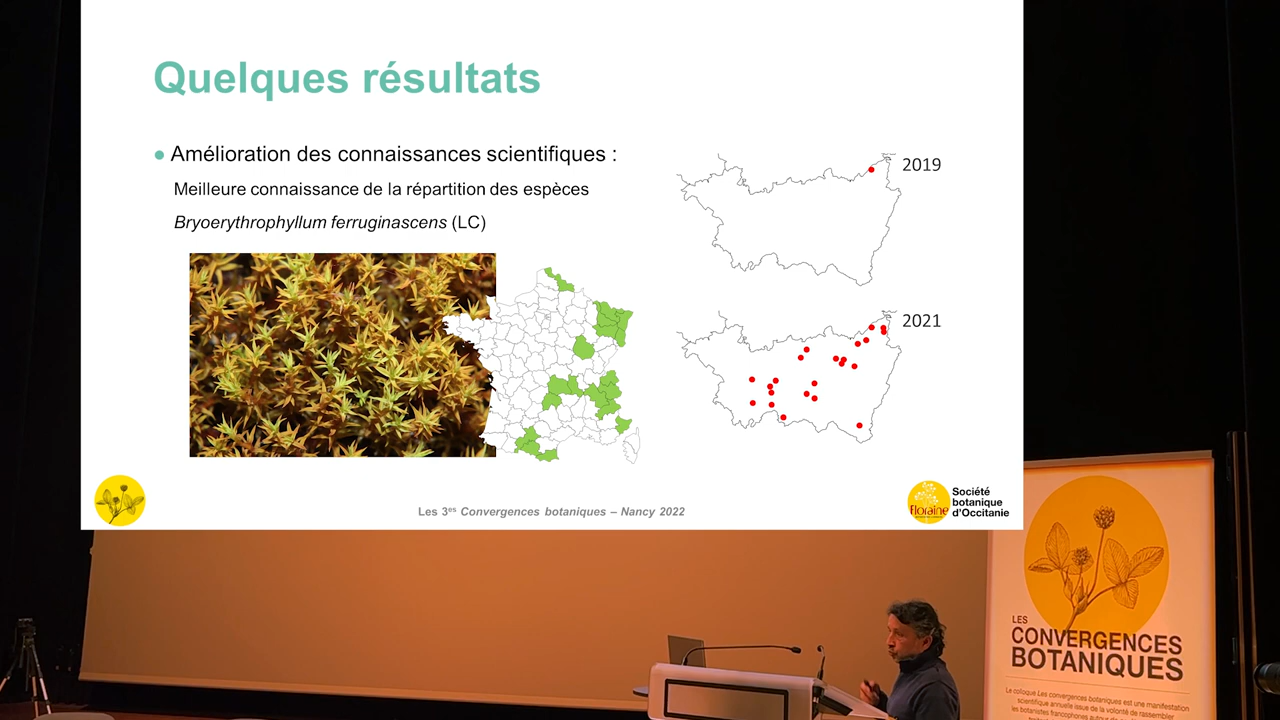 Quelques résultats
● Amélioration des connaissances scientifiques :
Meilleure connaissance de la répartition des espèces
Bryoerythrophyllum ferruginascens (LC)
2019
2021
Les 3es Convergences botaniques – Nancy 2022
Floraine
Société
botanique
d'Occitanie
LES
CONVERGENCES
BOTANIQUES
Le colloque Les convergences botaniques est une manifestation
scientifique annuelle issue de la volonté de rassembler
les botanistes francophones autour de